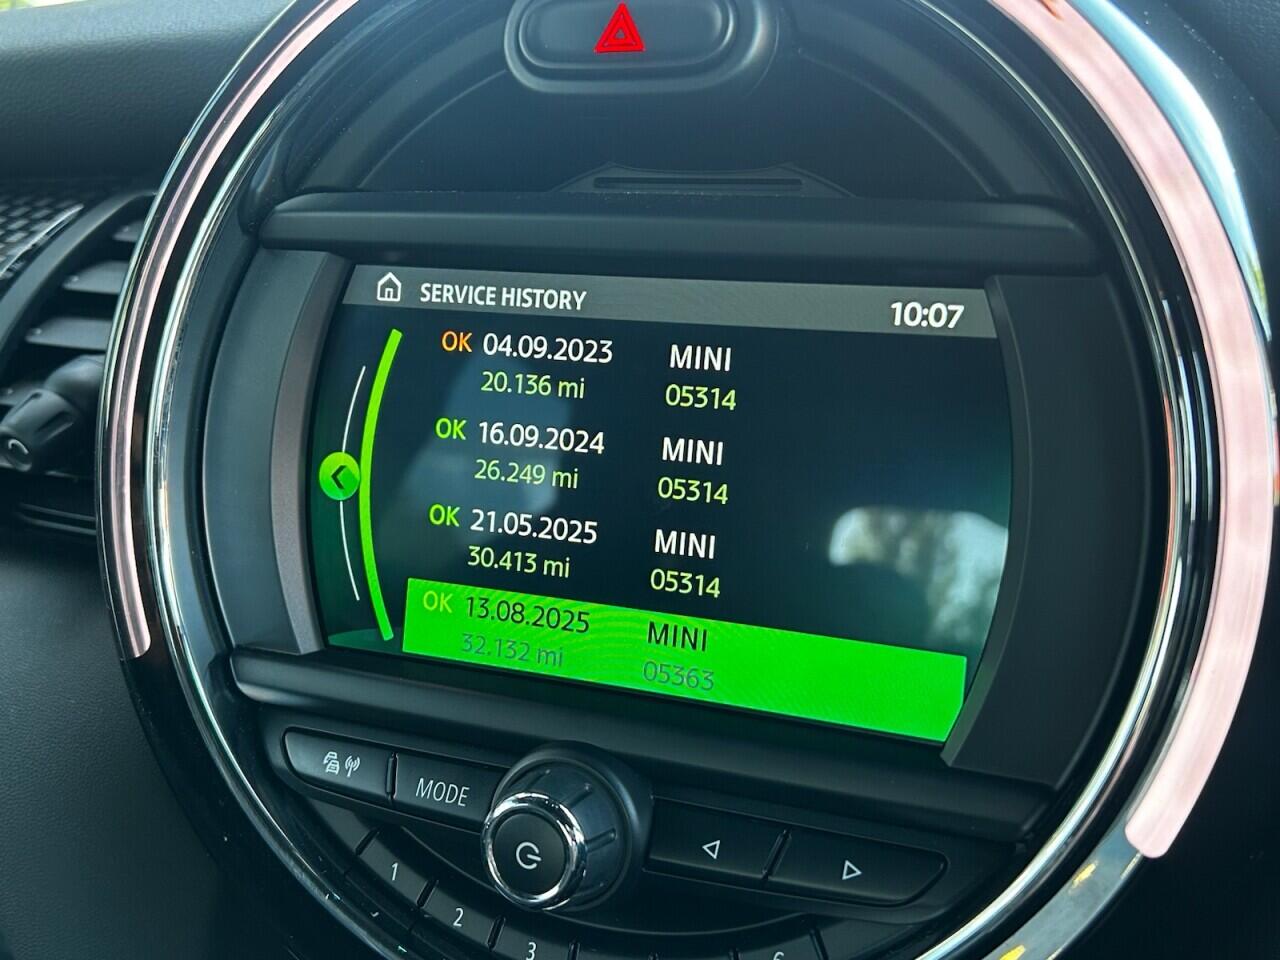 SERVICE HISTORY 10:07
OK 04.09.2023 MINI
20.136 mi 05314
OK 16.09.2024 MINI
26.249 mi 05314
OK 21.05.2025 MINI
30.413 mi 05314
OK 13.08.2025 MINI
32.132 mi 05363
MODE
1
2
3
6